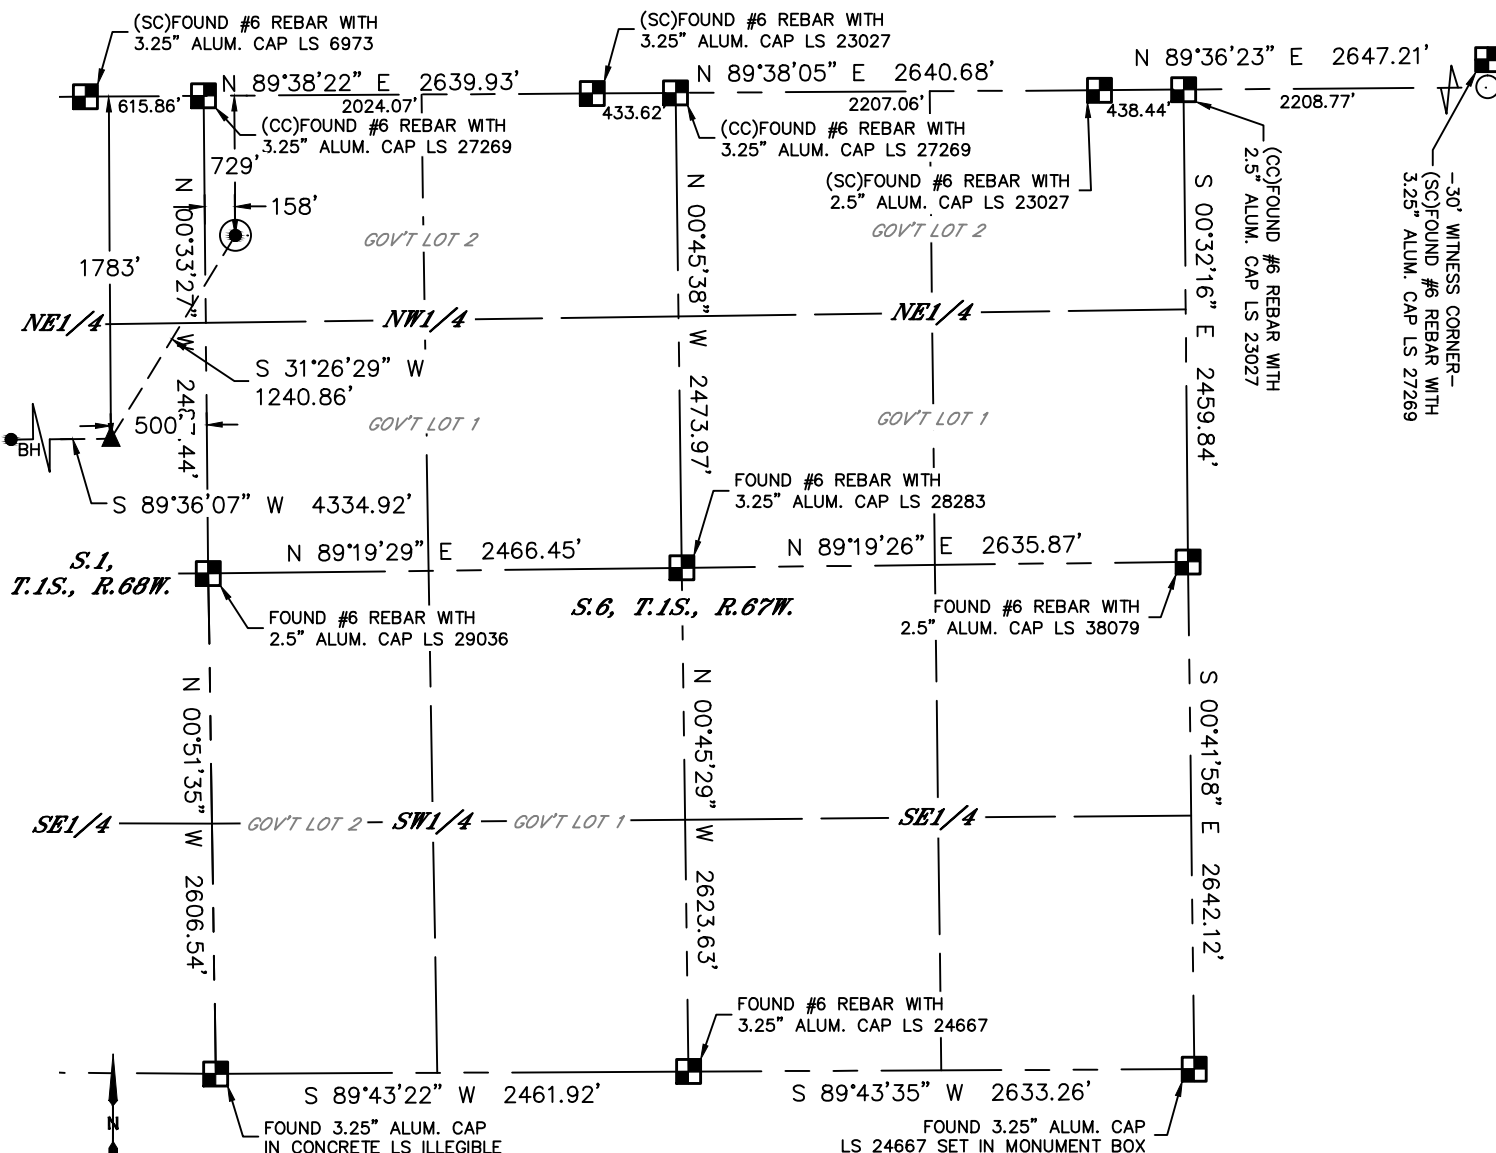 (SC)FOUND #6 REBAR WITH
3.25" ALUM. CAP LS 6973
(SC)FOUND #6 REBAR WITH
3.25" ALUM. CAP LS 23027
N 89°36'23" E 2647.21'
N 89°38'22" E 2639.93'
N 89°38'05" E 2640.68'
615.86'
2024.07'
433.62'
2207.06'
438.44'
2208.77'
(CC)FOUND #6 REBAR WITH
3.25" ALUM. CAP LS 27269
(CC)FOUND #6 REBAR WITH
3.25" ALUM. CAP LS 27269
(SC)FOUND #6 REBAR WITH
2.5" ALUM. CAP LS 23027
(CC)FOUND #6 REBAR WITH
2.5" ALUM. CAP LS 23027
-30' WITNESS CORNER-
(SC)FOUND #6 REBAR WITH
3.25" ALUM. CAP LS 27269
729'
158'
1783'
GOV'T LOT 2
GOV'T LOT 2
N 00°33'27" W
N 00°45'38" W 2473.97'
S 00°32'16" E 2459.84'
NE1/4
NW1/4
NE1/4
S 31°26'29" W
1240.86'
500'
GOV'T LOT 1
GOV'T LOT 1
BH
S 89°36'07" W 4334.92'
FOUND #6 REBAR WITH
3.25" ALUM. CAP LS 28283
N 89°19'29" E 2466.45'
N 89°19'26" E 2635.87'
S.1,
T.1S., R.68W.
S.6, T.1S., R.67W.
FOUND #6 REBAR WITH
2.5" ALUM. CAP LS 29036
FOUND #6 REBAR WITH
2.5" ALUM. CAP LS 38079
N 00°51'35" W 2606.54'
N 00°45'29" W 2623.63'
S 00°41'58" E 2642.12'
SE1/4
GOV'T LOT 2
SW1/4
GOV'T LOT 1
SE1/4
FOUND #6 REBAR WITH
3.25" ALUM. CAP LS 24667
S 89°43'22" W 2461.92'
S 89°43'35" W 2633.26'
N
FOUND 3.25" ALUM. CAP
IN CONCRETE LS ILLEGIBLE
FOUND 3.25" ALUM. CAP
LS 24667 SET IN MONUMENT BOX